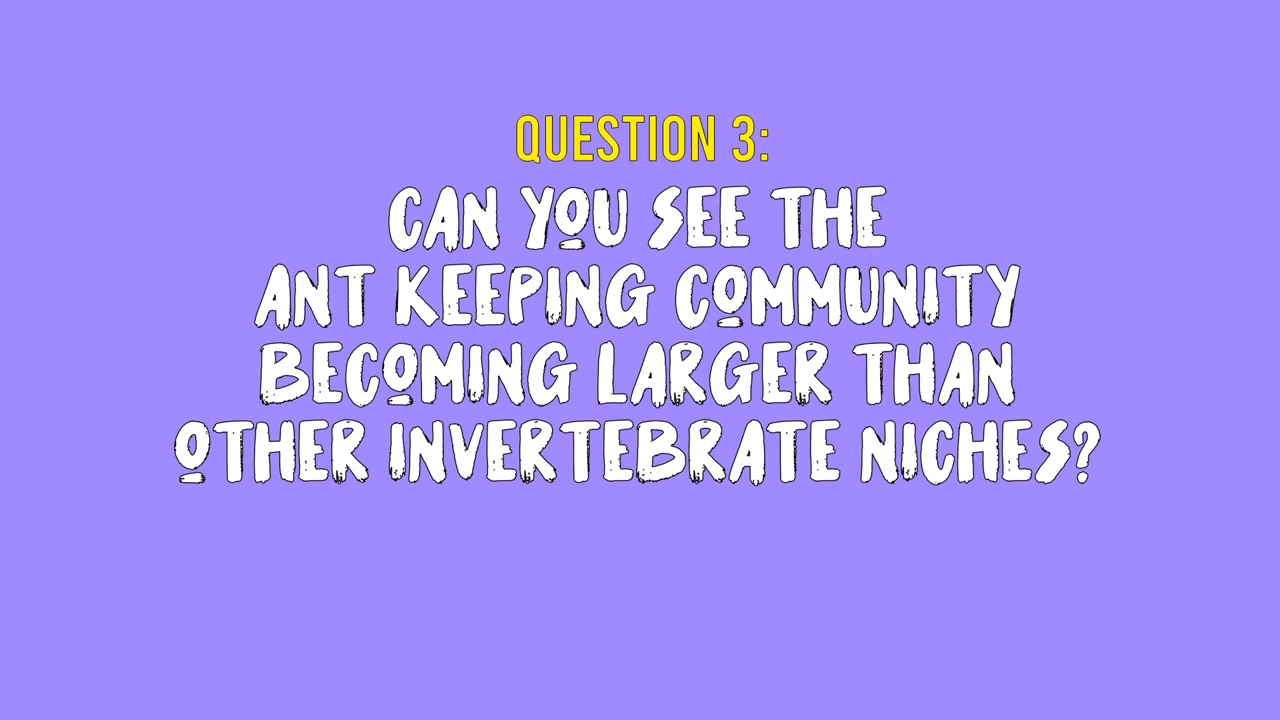 QUESTION 3:
CAN YOU SEE THE
ANT KEEPING COMMUNITY
BECOMING LARGER THAN
OTHER INVERTEBRATE NICHES?